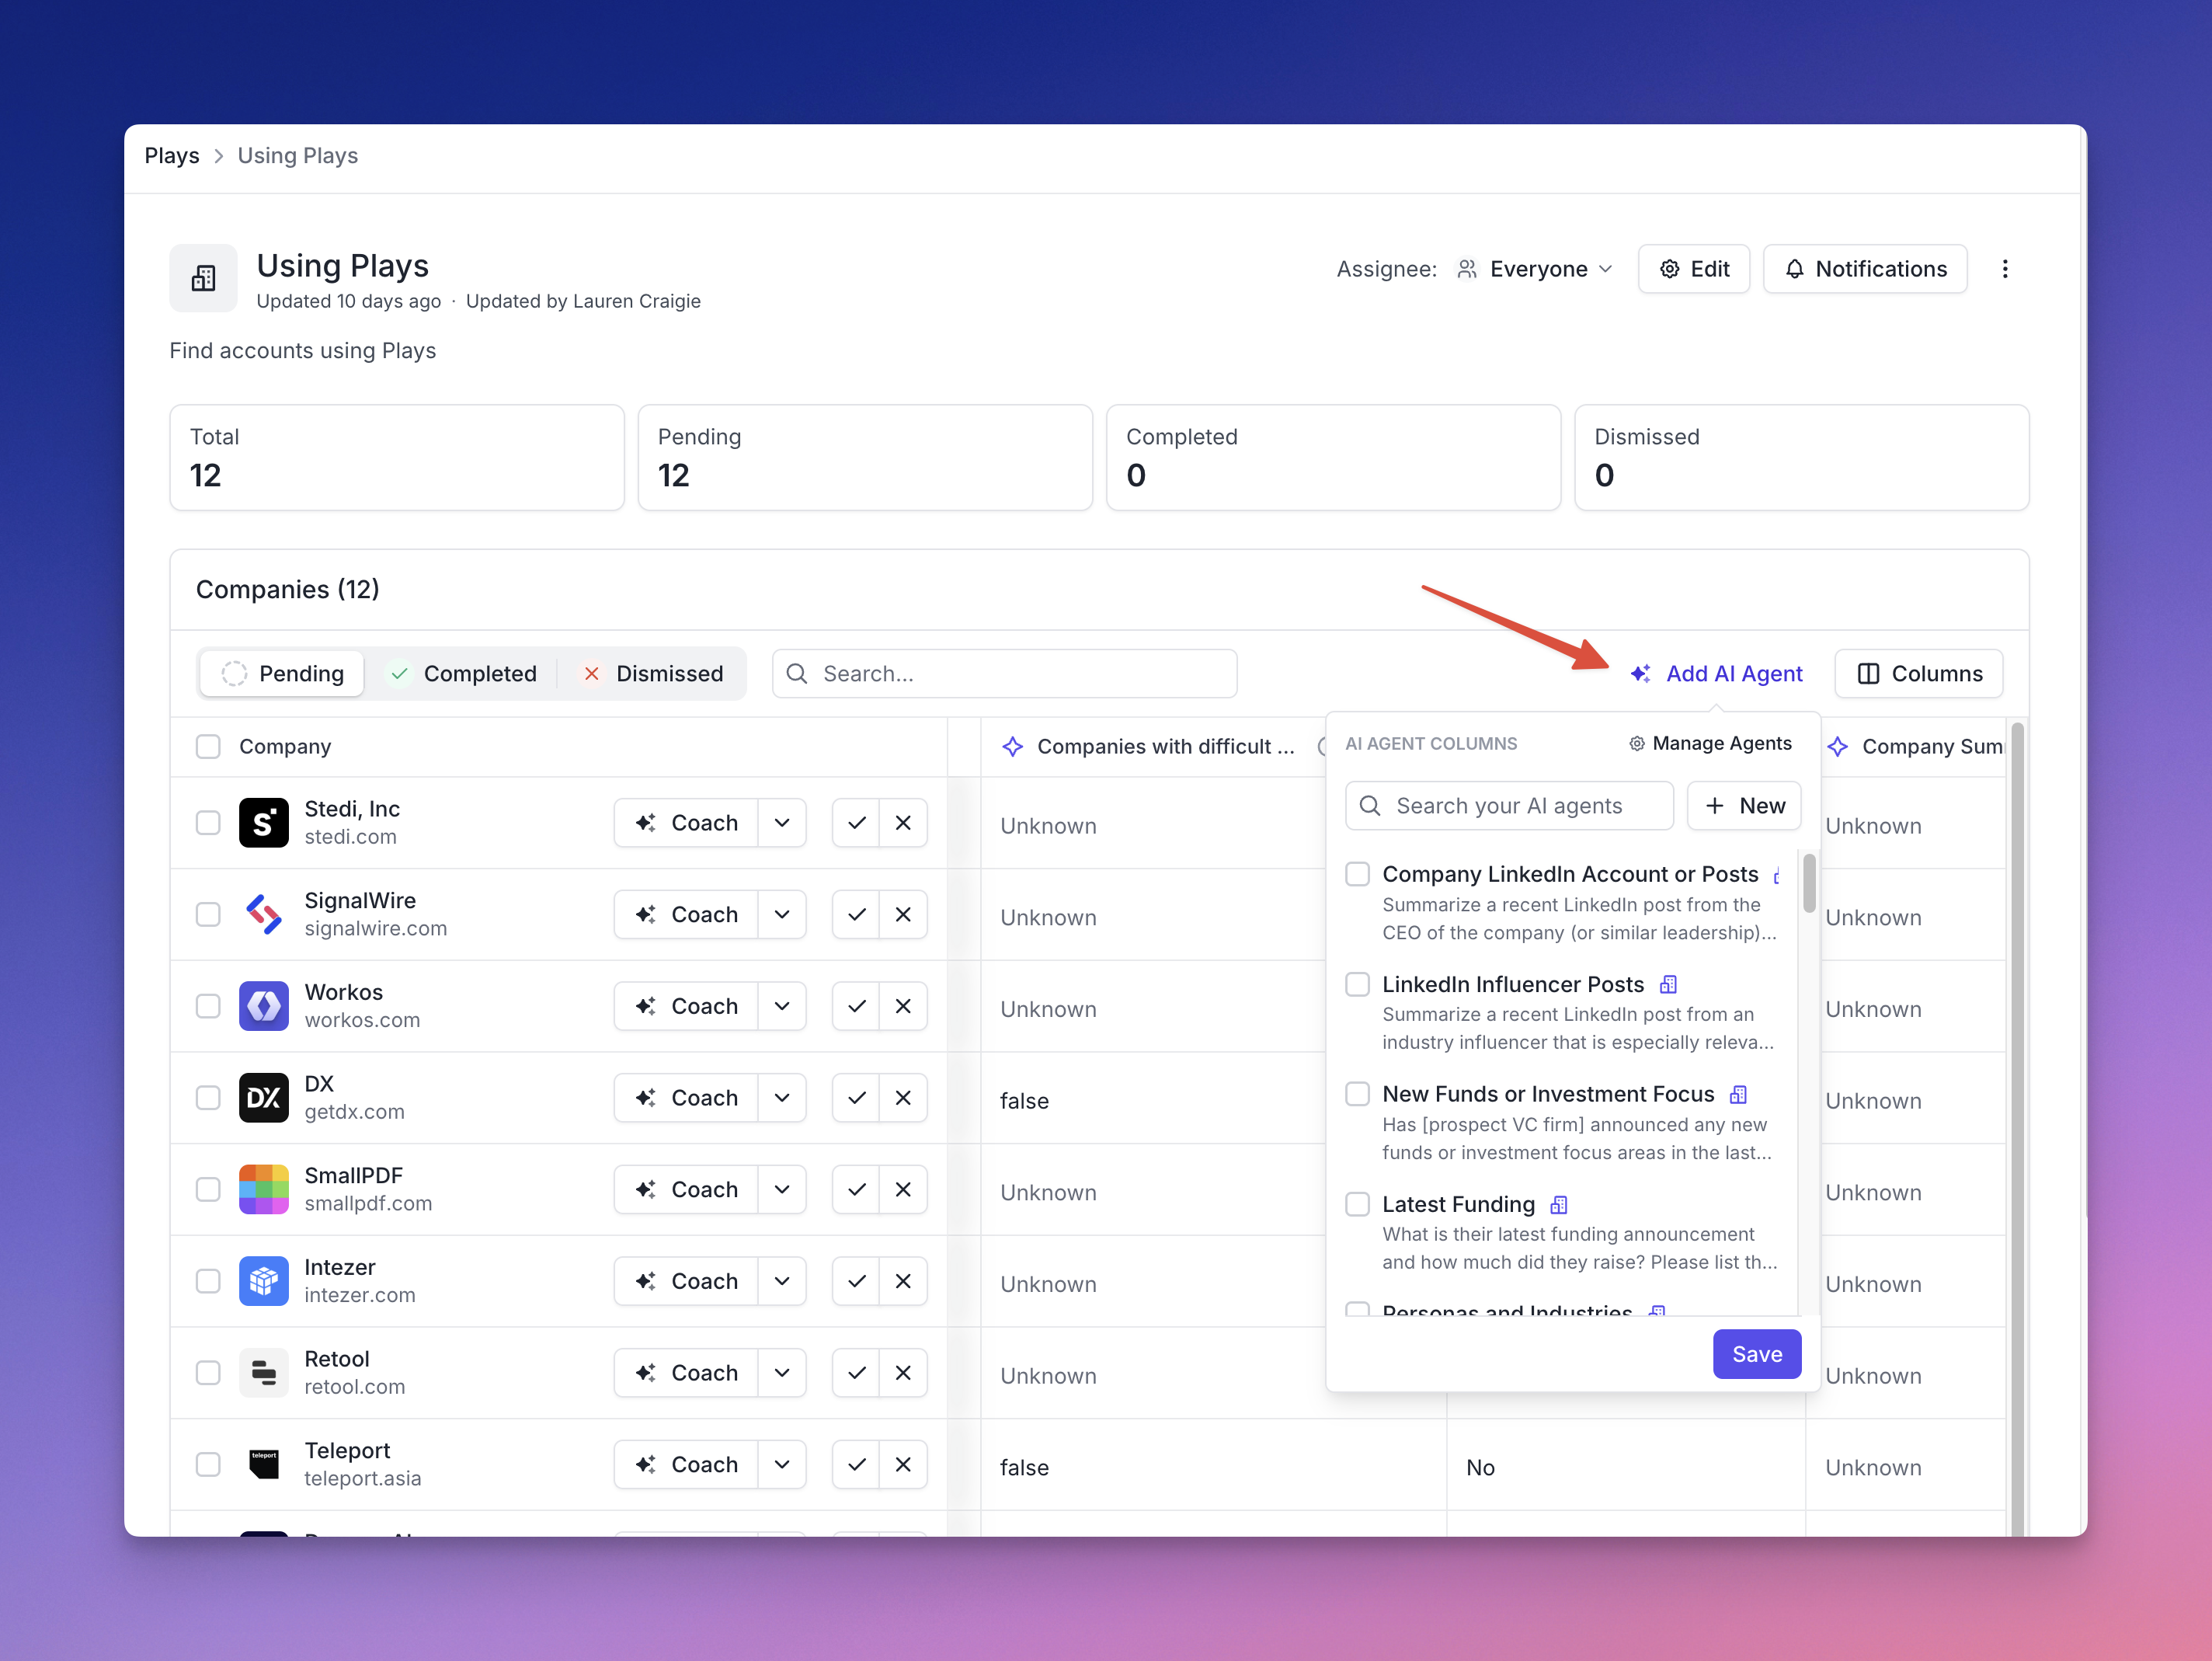 Plays > Using Plays
Using Plays
Updated 10 days ago · Updated by Lauren Craigie
Assignee: Everyone
Edit
Notifications
Find accounts using Plays
Total
12
Pending
12
Completed
0
Dismissed
0
Companies (12)
Pending
Completed
Dismissed
Search...
Add AI Agent
Columns
Company
Companies with difficult ...
Company Sum
AI AGENT COLUMNS
Manage Agents
Search your AI agents
New
Company LinkedIn Account or Posts
Summarize a recent LinkedIn post from the
CEO of the company (or similar leadership)...
LinkedIn Influencer Posts
Summarize a recent LinkedIn post from an
industry influencer that is especially releva...
New Funds or Investment Focus
Has [prospect VC firm] announced any new
funds or investment focus areas in the last...
Latest Funding
What is their latest funding announcement
and how much did they raise? Please list th...
Personas and Industries
Save
Stedi, Inc
stedi.com
Coach
Unknown
Unknown
SignalWire
signalwire.com
Coach
Unknown
Unknown
Workos
workos.com
Coach
Unknown
Unknown
DX
DX
getdx.com
Coach
false
Unknown
SmallPDF
smallpdf.com
Coach
Unknown
Unknown
Intezer
intezer.com
Coach
Unknown
Unknown
Retool
retool.com
Coach
Unknown
Unknown
teleport
Teleport
teleport.asia
Coach
false
No
Unknown